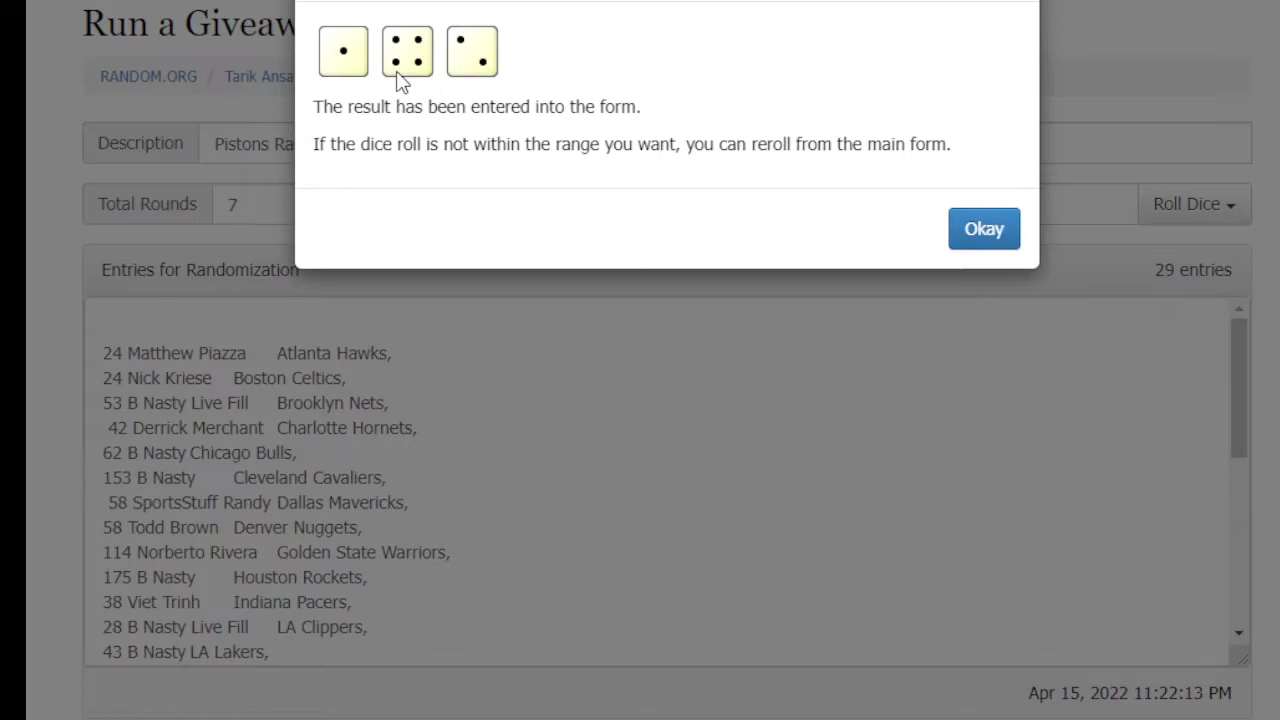 Run a Giveaw
RANDOM.ORG / Tarik Ansa
The result has been entered into the form.
If the dice roll is not within the range you want, you can reroll from the main form.
Description Pistons Ra
Total Rounds 7 Roll Dice
Okay
Entries for Randomization 29 entries
24 Matthew Piazza Atlanta Hawks,
24 Nick Kriese Boston Celtics,
53 B Nasty Live Fill Brooklyn Nets,
42 Derrick Merchant Charlotte Hornets,
62 B Nasty Chicago Bulls,
153 B Nasty Cleveland Cavaliers,
58 SportsStuff Randy Dallas Mavericks,
58 Todd Brown Denver Nuggets,
114 Norberto Rivera Golden State Warriors,
175 B Nasty Houston Rockets,
38 Viet Trinh Indiana Pacers,
28 B Nasty Live Fill LA Clippers,
43 B Nasty LA Lakers,
Apr 15, 2022 11:22:13 PM